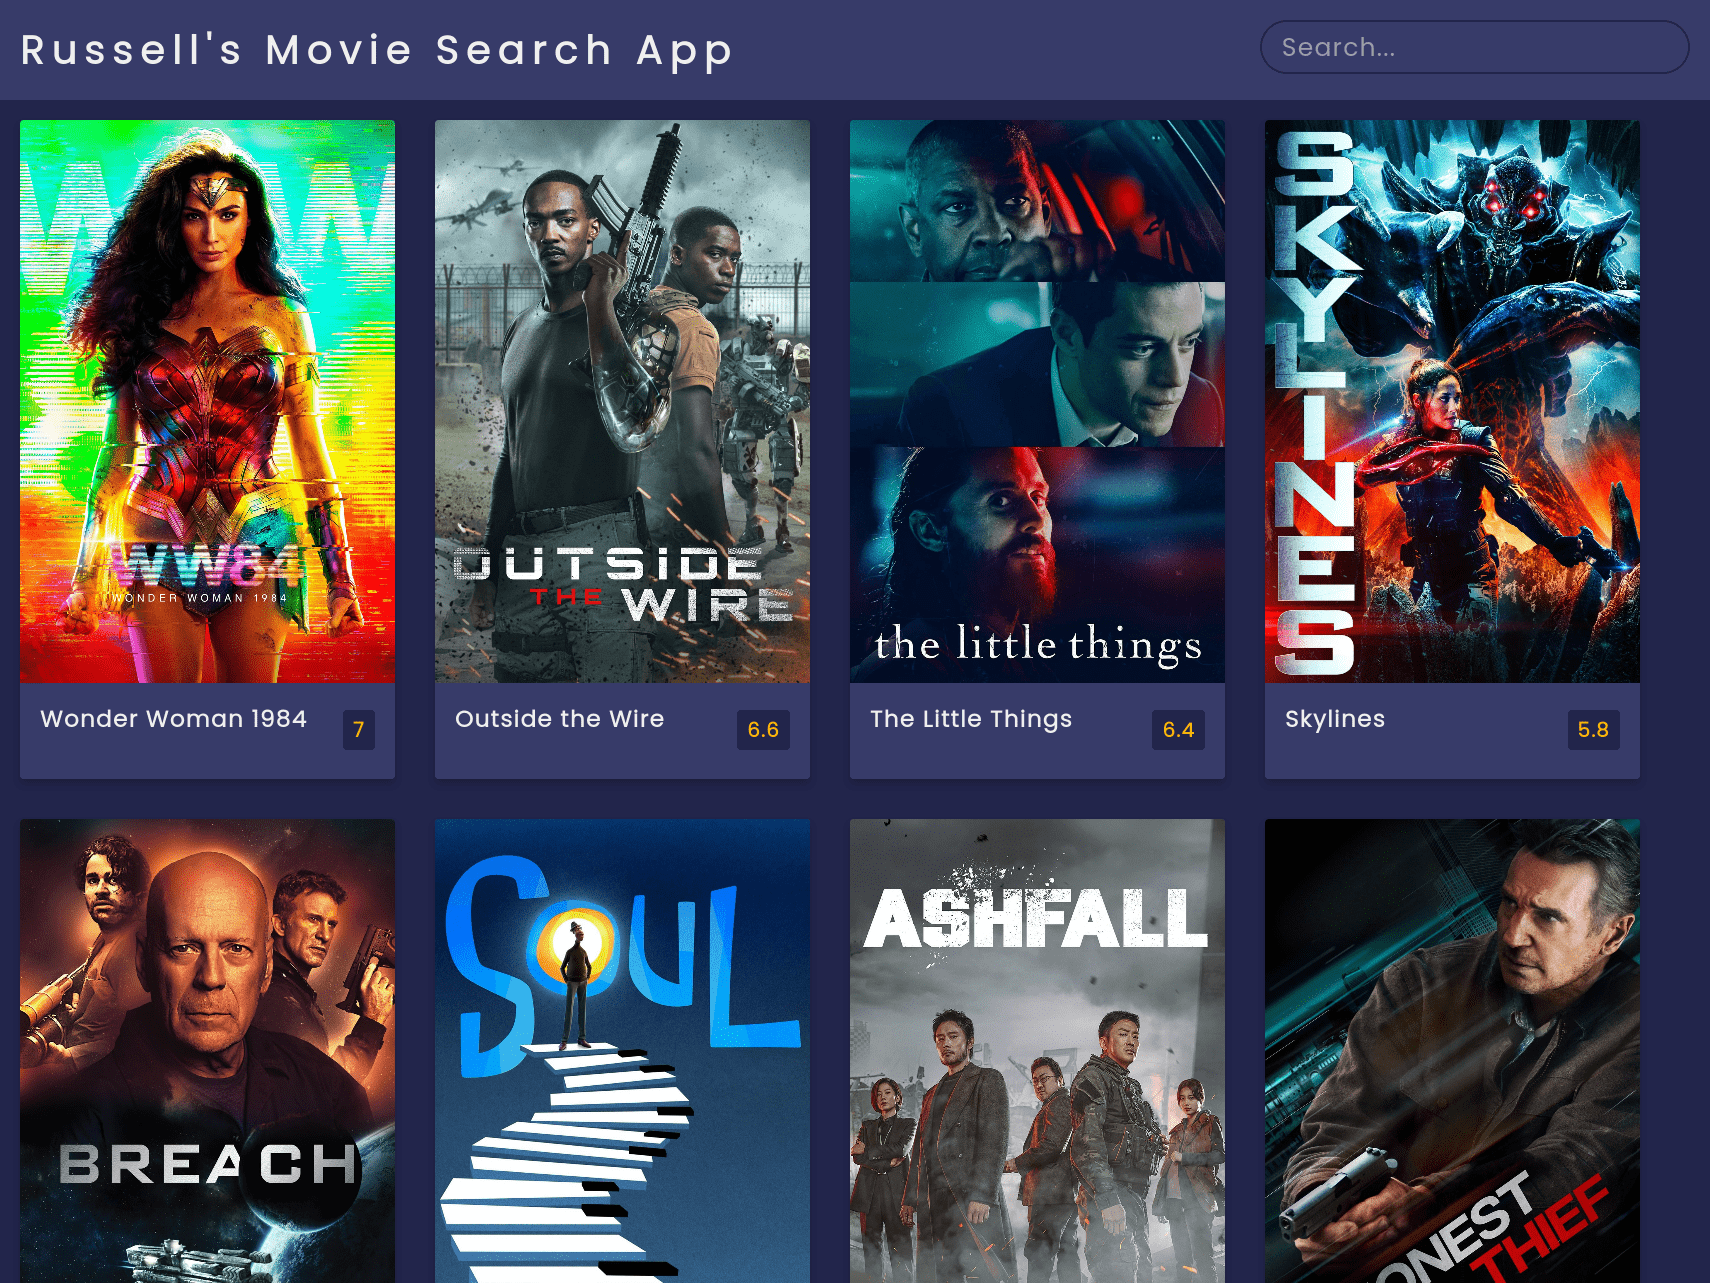 Russell's Movie Search App
Search...
WW
WW84
WONDER WOMAN 1984
OUTSIDE
THE WIRE
the little things
SKYLINES
Wonder Woman 1984
7
Outside the Wire
6.6
The Little Things
6.4
Skylines
5.8
BREACH
SOUL
ASHFALL
ONEST
THIEF